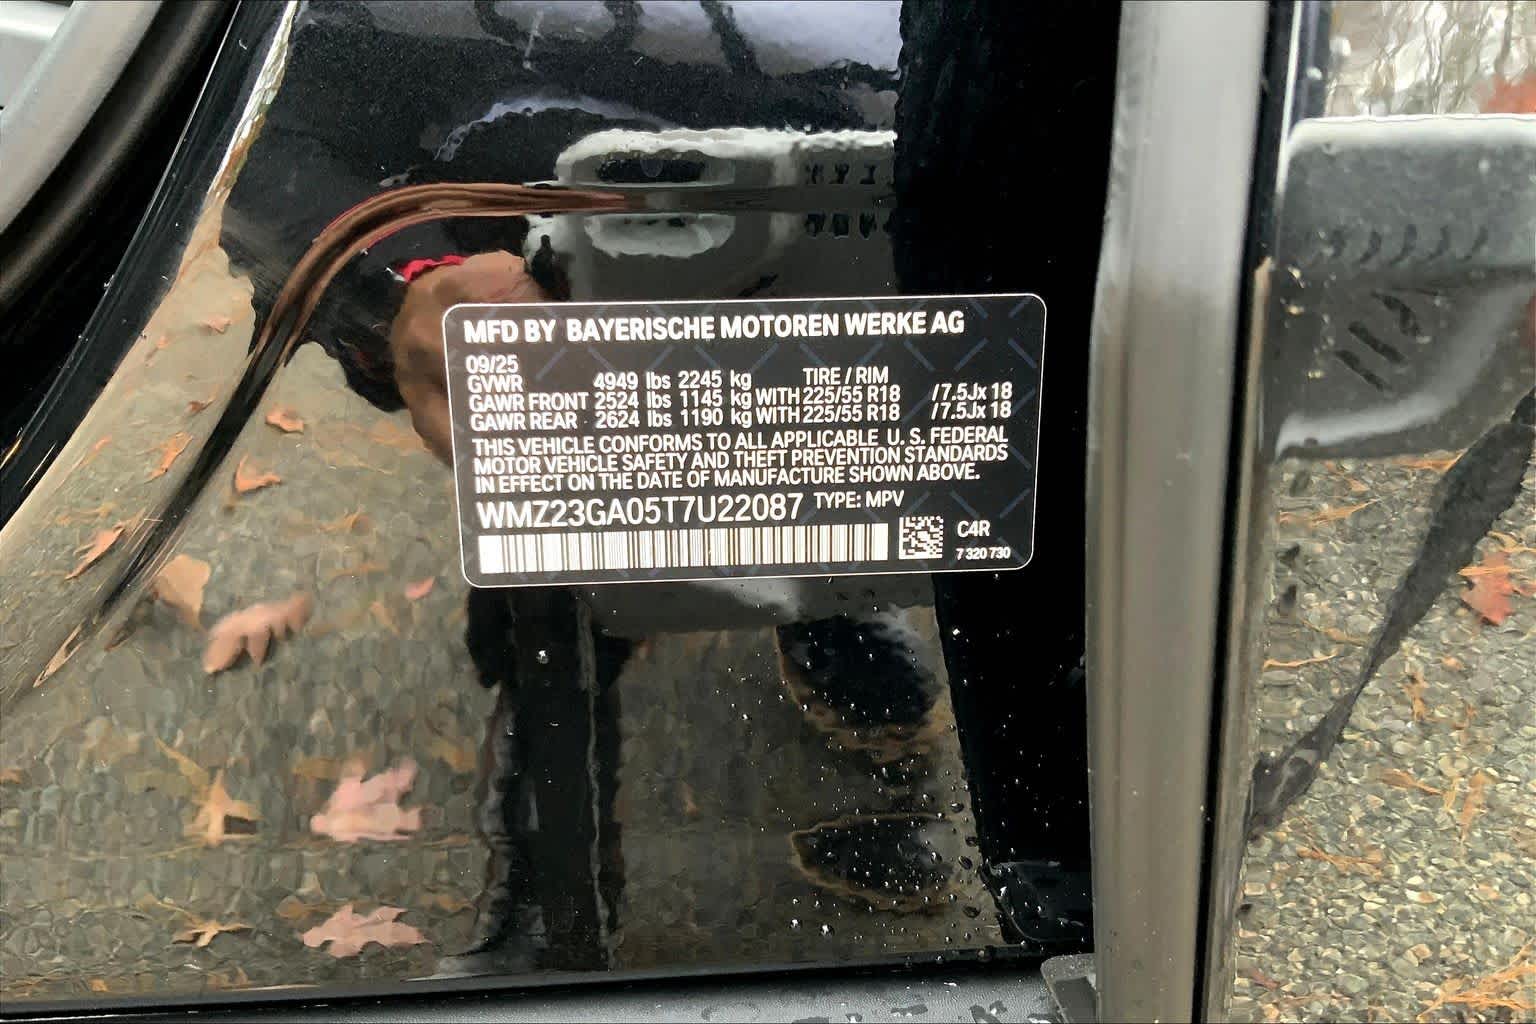 MFD BY BAYERISCHE MOTOREN WERKE AG
09/25
GVWR 4949 lbs 2245 kg TIRE / RIM
GAWR FRONT 2524 lbs 1145 kg WITH 225/55 R18 /7.5Jx 18
GAWR REAR 2624 lbs 1190 kg WITH 225/55 R18 /7.5Jx 18
THIS VEHICLE CONFORMS TO ALL APPLICABLE U. S. FEDERAL
MOTOR VEHICLE SAFETY AND THEFT PREVENTION STANDARDS
IN EFFECT ON THE DATE OF MANUFACTURE SHOWN ABOVE.
WMZ23GA05T7U22087 TYPE: MPV
C4R
7 320 730